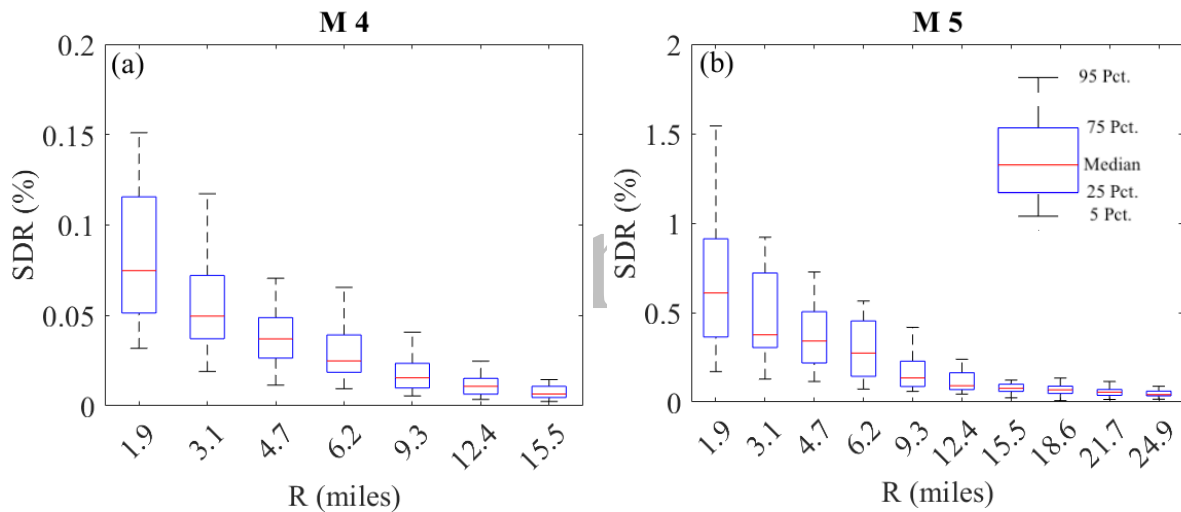 M 4
(a)
0.2
0.15
0.1
0.05
0
SDR (%)
1.9 3.1 4.7 6.2 9.3 12.4 15.5
R (miles)
M 5
(b)
2
1.5
1
0.5
0
SDR (%)
95 Pct.
75 Pct.
Median
25 Pct.
5 Pct.
1.9 3.1 4.7 6.2 9.3 12.4 15.5 18.6 21.7 24.9
R (miles)